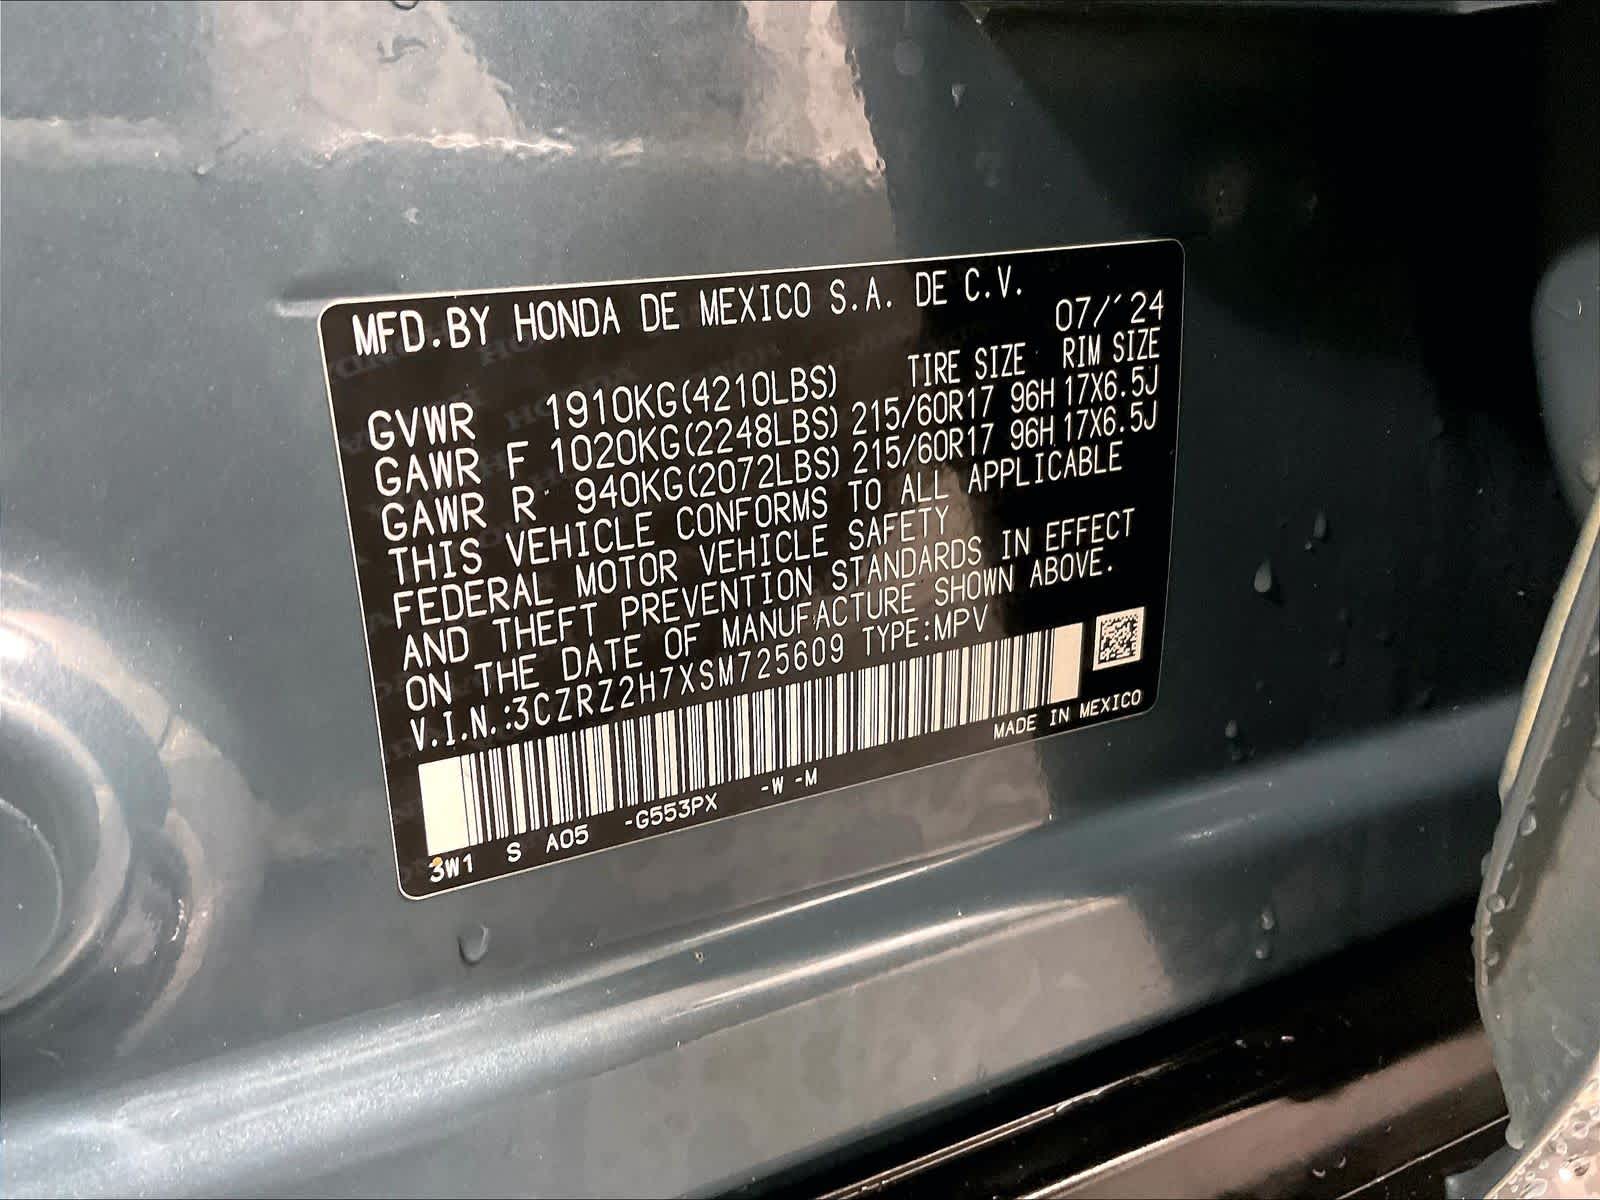 MFD.BY HONDA DE MEXICO S.A. DE C.V.
07/'24
TIRE SIZE RIM SIZE
GVWR 1910KG(4210LBS)
GAWR F 1020KG(2248LBS) 215/60R17 96H 17X6.5J
GAWR R 940KG(2072LBS) 215/60R17 96H 17X6.5J
THIS VEHICLE CONFORMS TO ALL APPLICABLE
FEDERAL MOTOR VEHICLE SAFETY
AND THEFT PREVENTION STANDARDS IN EFFECT
ON THE DATE OF MANUFACTURE SHOWN ABOVE.
V.I.N.:3CZRZ2H7XSM725609 TYPE:MPV
MADE IN MEXICO
3W1 S A05 -G553PX -W -M